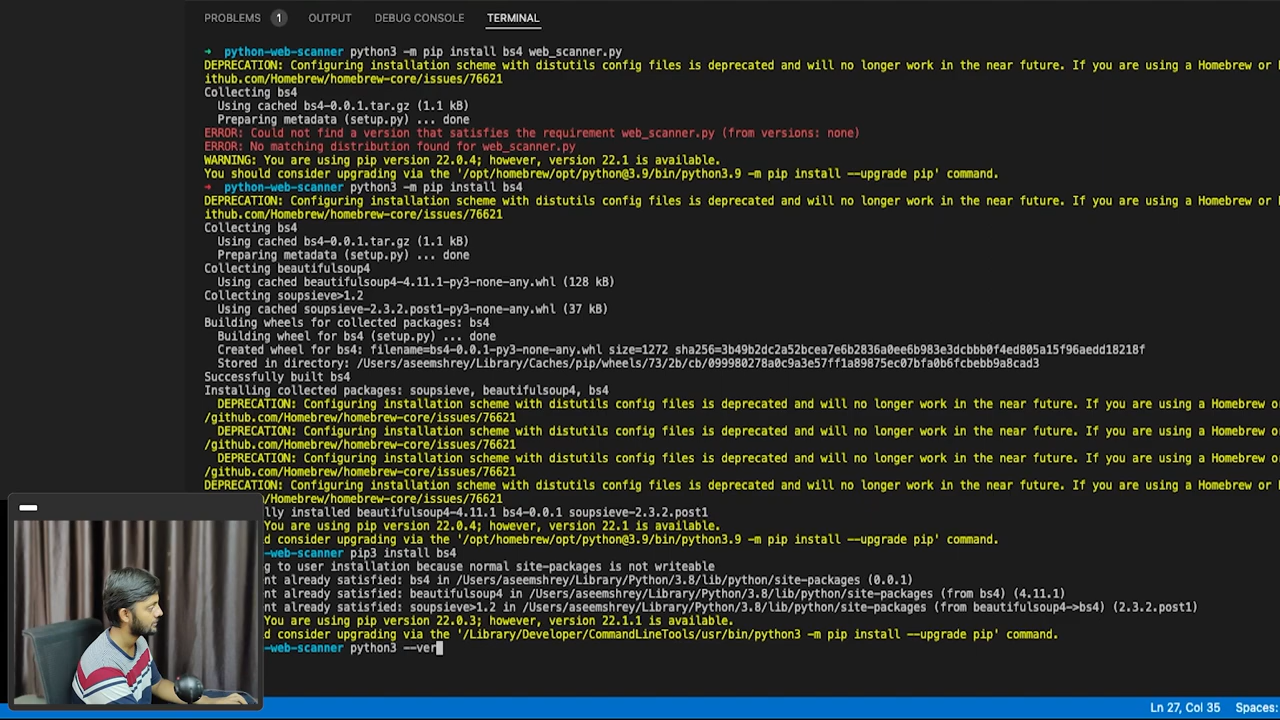 PROBLEMS 1 OUTPUT DEBUG CONSOLE TERMINAL
→ python-web-scanner python3 -m pip install bs4 web_scanner.py
DEPRECATION: Configuring installation scheme with distutils config files is deprecated and will no longer work in the near future. If you are using a Homebrew or
ithub.com/Homebrew/homebrew-core/issues/76621
Collecting bs4
Using cached bs4-0.0.1.tar.gz (1.1 kB)
Preparing metadata (setup.py) ... done
ERROR: Could not find a version that satisfies the requirement web_scanner.py (from versions: none)
ERROR: No matching distribution found for web_scanner.py
WARNING: You are using pip version 22.0.4; however, version 22.1 is available.
You should consider upgrading via the '/opt/homebrew/opt/python@3.9/bin/python3.9 -m pip install --upgrade pip' command.
→ python-web-scanner python3 -m pip install bs4
DEPRECATION: Configuring installation scheme with distutils config files is deprecated and will no longer work in the near future. If you are using a Homebrew or
ithub.com/Homebrew/homebrew-core/issues/76621
Collecting bs4
Using cached bs4-0.0.1.tar.gz (1.1 kB)
Preparing metadata (setup.py) ... done
Collecting beautifulsoup4
Using cached beautifulsoup4-4.11.1-py3-none-any.whl (128 kB)
Collecting soupsieve>1.2
Using cached soupsieve-2.3.2.post1-py3-none-any.whl (37 kB)
Building wheels for collected packages: bs4
Building wheel for bs4 (setup.py) ... done
Created wheel for bs4: filename=bs4-0.0.1-py3-none-any.whl size=1272 sha256=3b49b2dc2a52bcea7e6b2836a0ee6b983e3dcbbb0f4ed805a15f96aedd18218f
Stored in directory: /Users/aseemshrey/Library/Caches/pip/wheels/73/2b/cb/099980278a0c9a3e57ff1a89875ec07bfa0b6fcbebb9a8cad3
Successfully built bs4
Installing collected packages: soupsieve, beautifulsoup4, bs4
DEPRECATION: Configuring installation scheme with distutils config files is deprecated and will no longer work in the near future. If you are using a Homebrew
/github.com/Homebrew/homebrew-core/issues/76621
DEPRECATION: Configuring installation scheme with distutils config files is deprecated and will no longer work in the near future. If you are using a Homebrew
/github.com/Homebrew/homebrew-core/issues/76621
DEPRECATION: Configuring installation scheme with distutils config files is deprecated and will no longer work in the near future. If you are using a Homebrew
/github.com/Homebrew/homebrew-core/issues/76621
DEPRECATION: Configuring installation scheme with distutils config files is deprecated and will no longer work in the near future. If you are using a Homebrew or
/Homebrew/homebrew-core/issues/76621
lly installed beautifulsoup4-4.11.1 bs4-0.0.1 soupsieve-2.3.2.post1
You are using pip version 22.0.4; however, version 22.1 is available.
d consider upgrading via the '/opt/homebrew/opt/python@3.9/bin/python3.9 -m pip install --upgrade pip' command.
-web-scanner pip3 install bs4
g to user installation because normal site-packages is not writeable
nt already satisfied: bs4 in /Users/aseemshrey/Library/Python/3.8/lib/python/site-packages (0.0.1)
nt already satisfied: beautifulsoup4 in /Users/aseemshrey/Library/Python/3.8/lib/python/site-packages (from bs4) (4.11.1)
nt already satisfied: soupsieve>1.2 in /Users/aseemshrey/Library/Python/3.8/lib/python/site-packages (from beautifulsoup4->bs4) (2.3.2.post1)
You are using pip version 22.0.3; however, version 22.1.1 is available.
d consider upgrading via the '/Library/Developer/CommandLineTools/usr/bin/python3 -m pip install --upgrade pip' command.
-web-scanner python3 --ver
Ln 27, Col 35 Spaces: